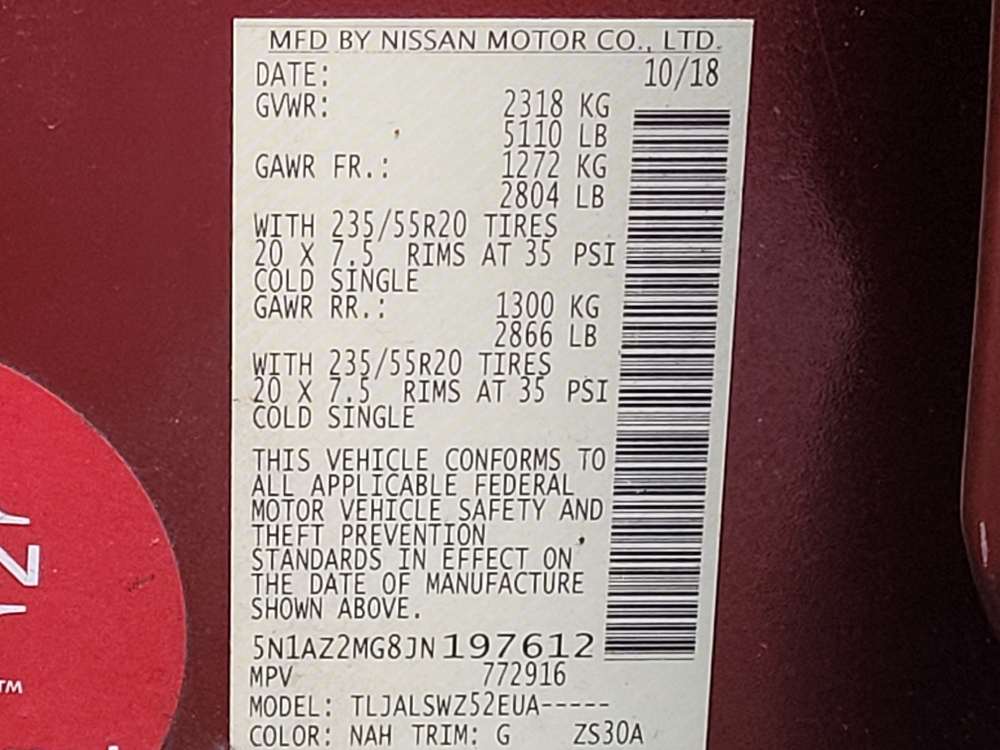 MFD BY NISSAN MOTOR CO., LTD.
DATE: 10/18
GVWR: 2318 KG
5110 LB
GAWR FR.: 1272 KG
2804 LB
WITH 235/55R20 TIRES
20 X 7.5 RIMS AT 35 PSI
COLD SINGLE
GAWR RR.: 1300 KG
2866 LB
WITH 235/55R20 TIRES
20 X 7.5 RIMS AT 35 PSI
COLD SINGLE
THIS VEHICLE CONFORMS TO
ALL APPLICABLE FEDERAL
MOTOR VEHICLE SAFETY AND
THEFT PREVENTION
STANDARDS IN EFFECT ON
THE DATE OF MANUFACTURE
SHOWN ABOVE.
5N1AZ2MG8JN197612
MPV 772916
MODEL: TLJALSWZ52EUA-----
COLOR: NAH TRIM: G ZS30A
TM